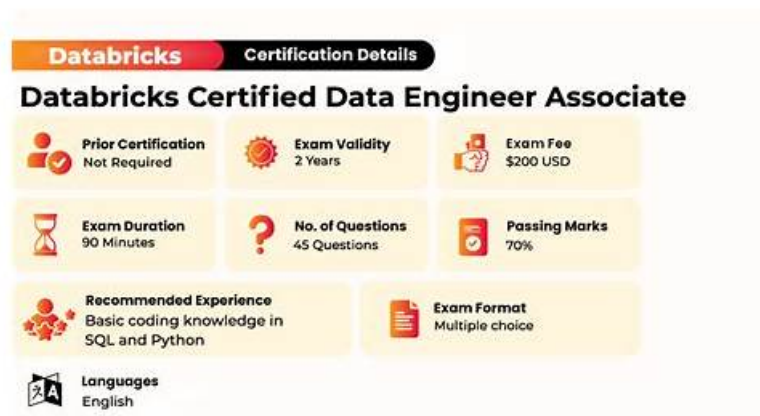 Databricks
Certification Details
Databricks Certified Data Engineer Associate
Prior Certification
Not Required
Exam Validity
2 Years
Exam Fee
$200 USD
Exam Duration
90 Minutes
No. of Questions
45 Questions
Passing Marks
70%
Recommended Experience
Basic coding knowledge in
SQL and Python
Exam Format
Multiple choice
Languages
English